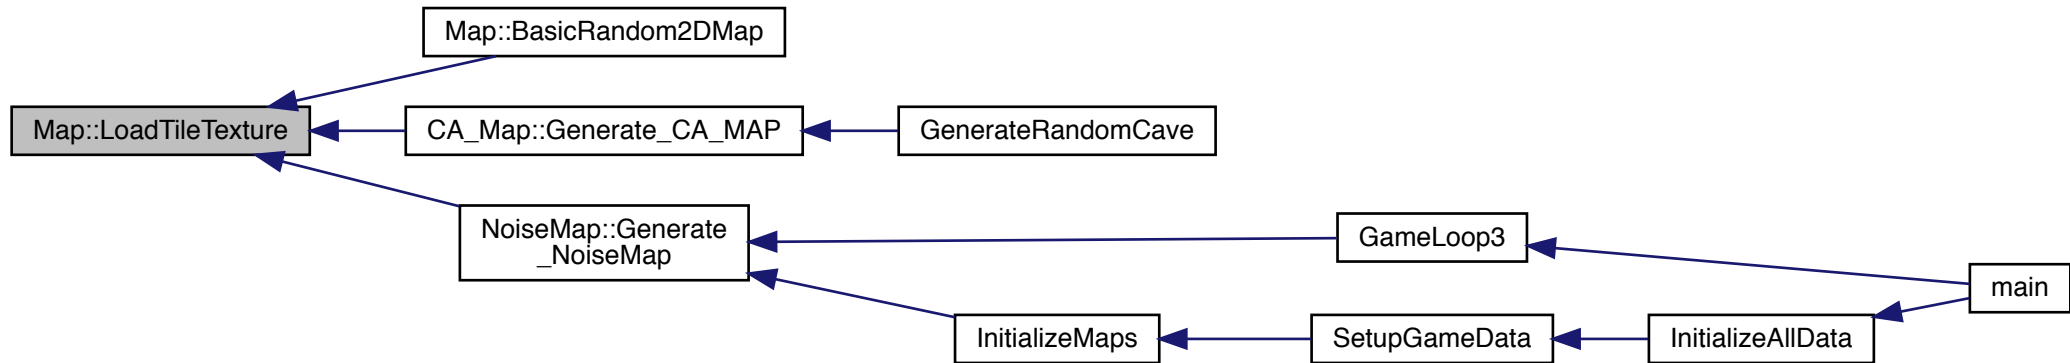 Map::BasicRandom2DMap
Map::LoadTileTexture
CA_Map::Generate_CA_MAP
GenerateRandomCave
NoiseMap::Generate
_NoiseMap
GameLoop3
main
InitializeMaps
SetupGameData
InitializeAllData